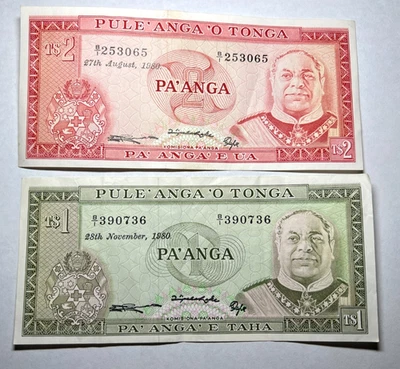 PULE'ANGA'O TONGA
T$2
B/1 253065
B/1 253065
27th August, 1980.
PA'ANGA
KOMISIONA PA'ANGA
PA'ANGA 'E UA
T$2
PULE'ANGA'O TONGA
T$1
B/1 390736
B/1 390736
28th November, 1980.
PA'ANGA
KOMISIONA PA'ANGA
PA'ANGA 'E TAHA
T$1